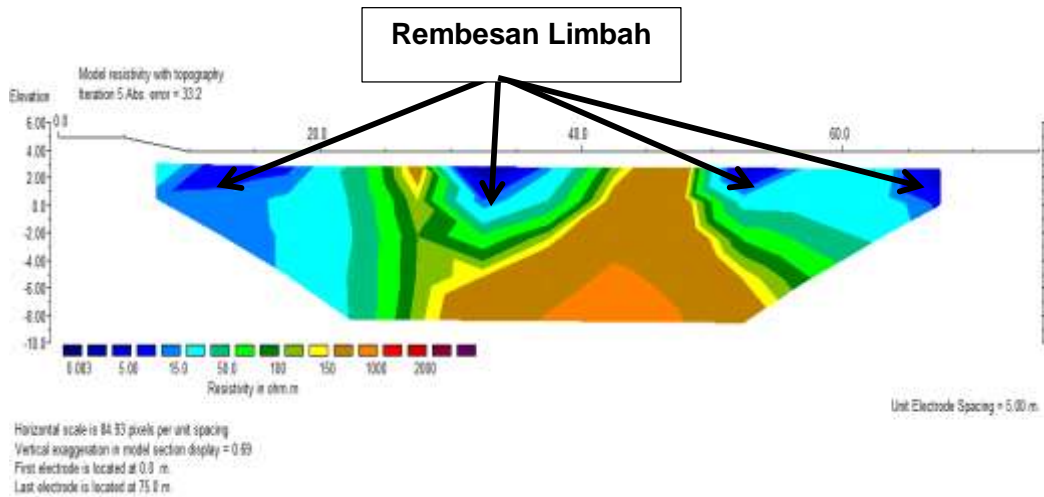 Rembesan Limbah
Model resistivity with topography
Iteration 5 Abs. error = 33.2
Elevation
6.00 0.0 20.0 40.0 60.0
4.00
2.00
0.0
-2.00
-4.00
-6.00
-8.00
-10.0
0.003 5.00 15.0 50.0 100 150 1000 2000
Resistivity in ohm.m
Unit Electrode Spacing = 5.00 m.
Horizontal scale is 84.93 pixels per unit spacing
Vertical exaggeration in model section display = 0.69
First electrode is located at 0.0 m.
Last electrode is located at 75.0 m.